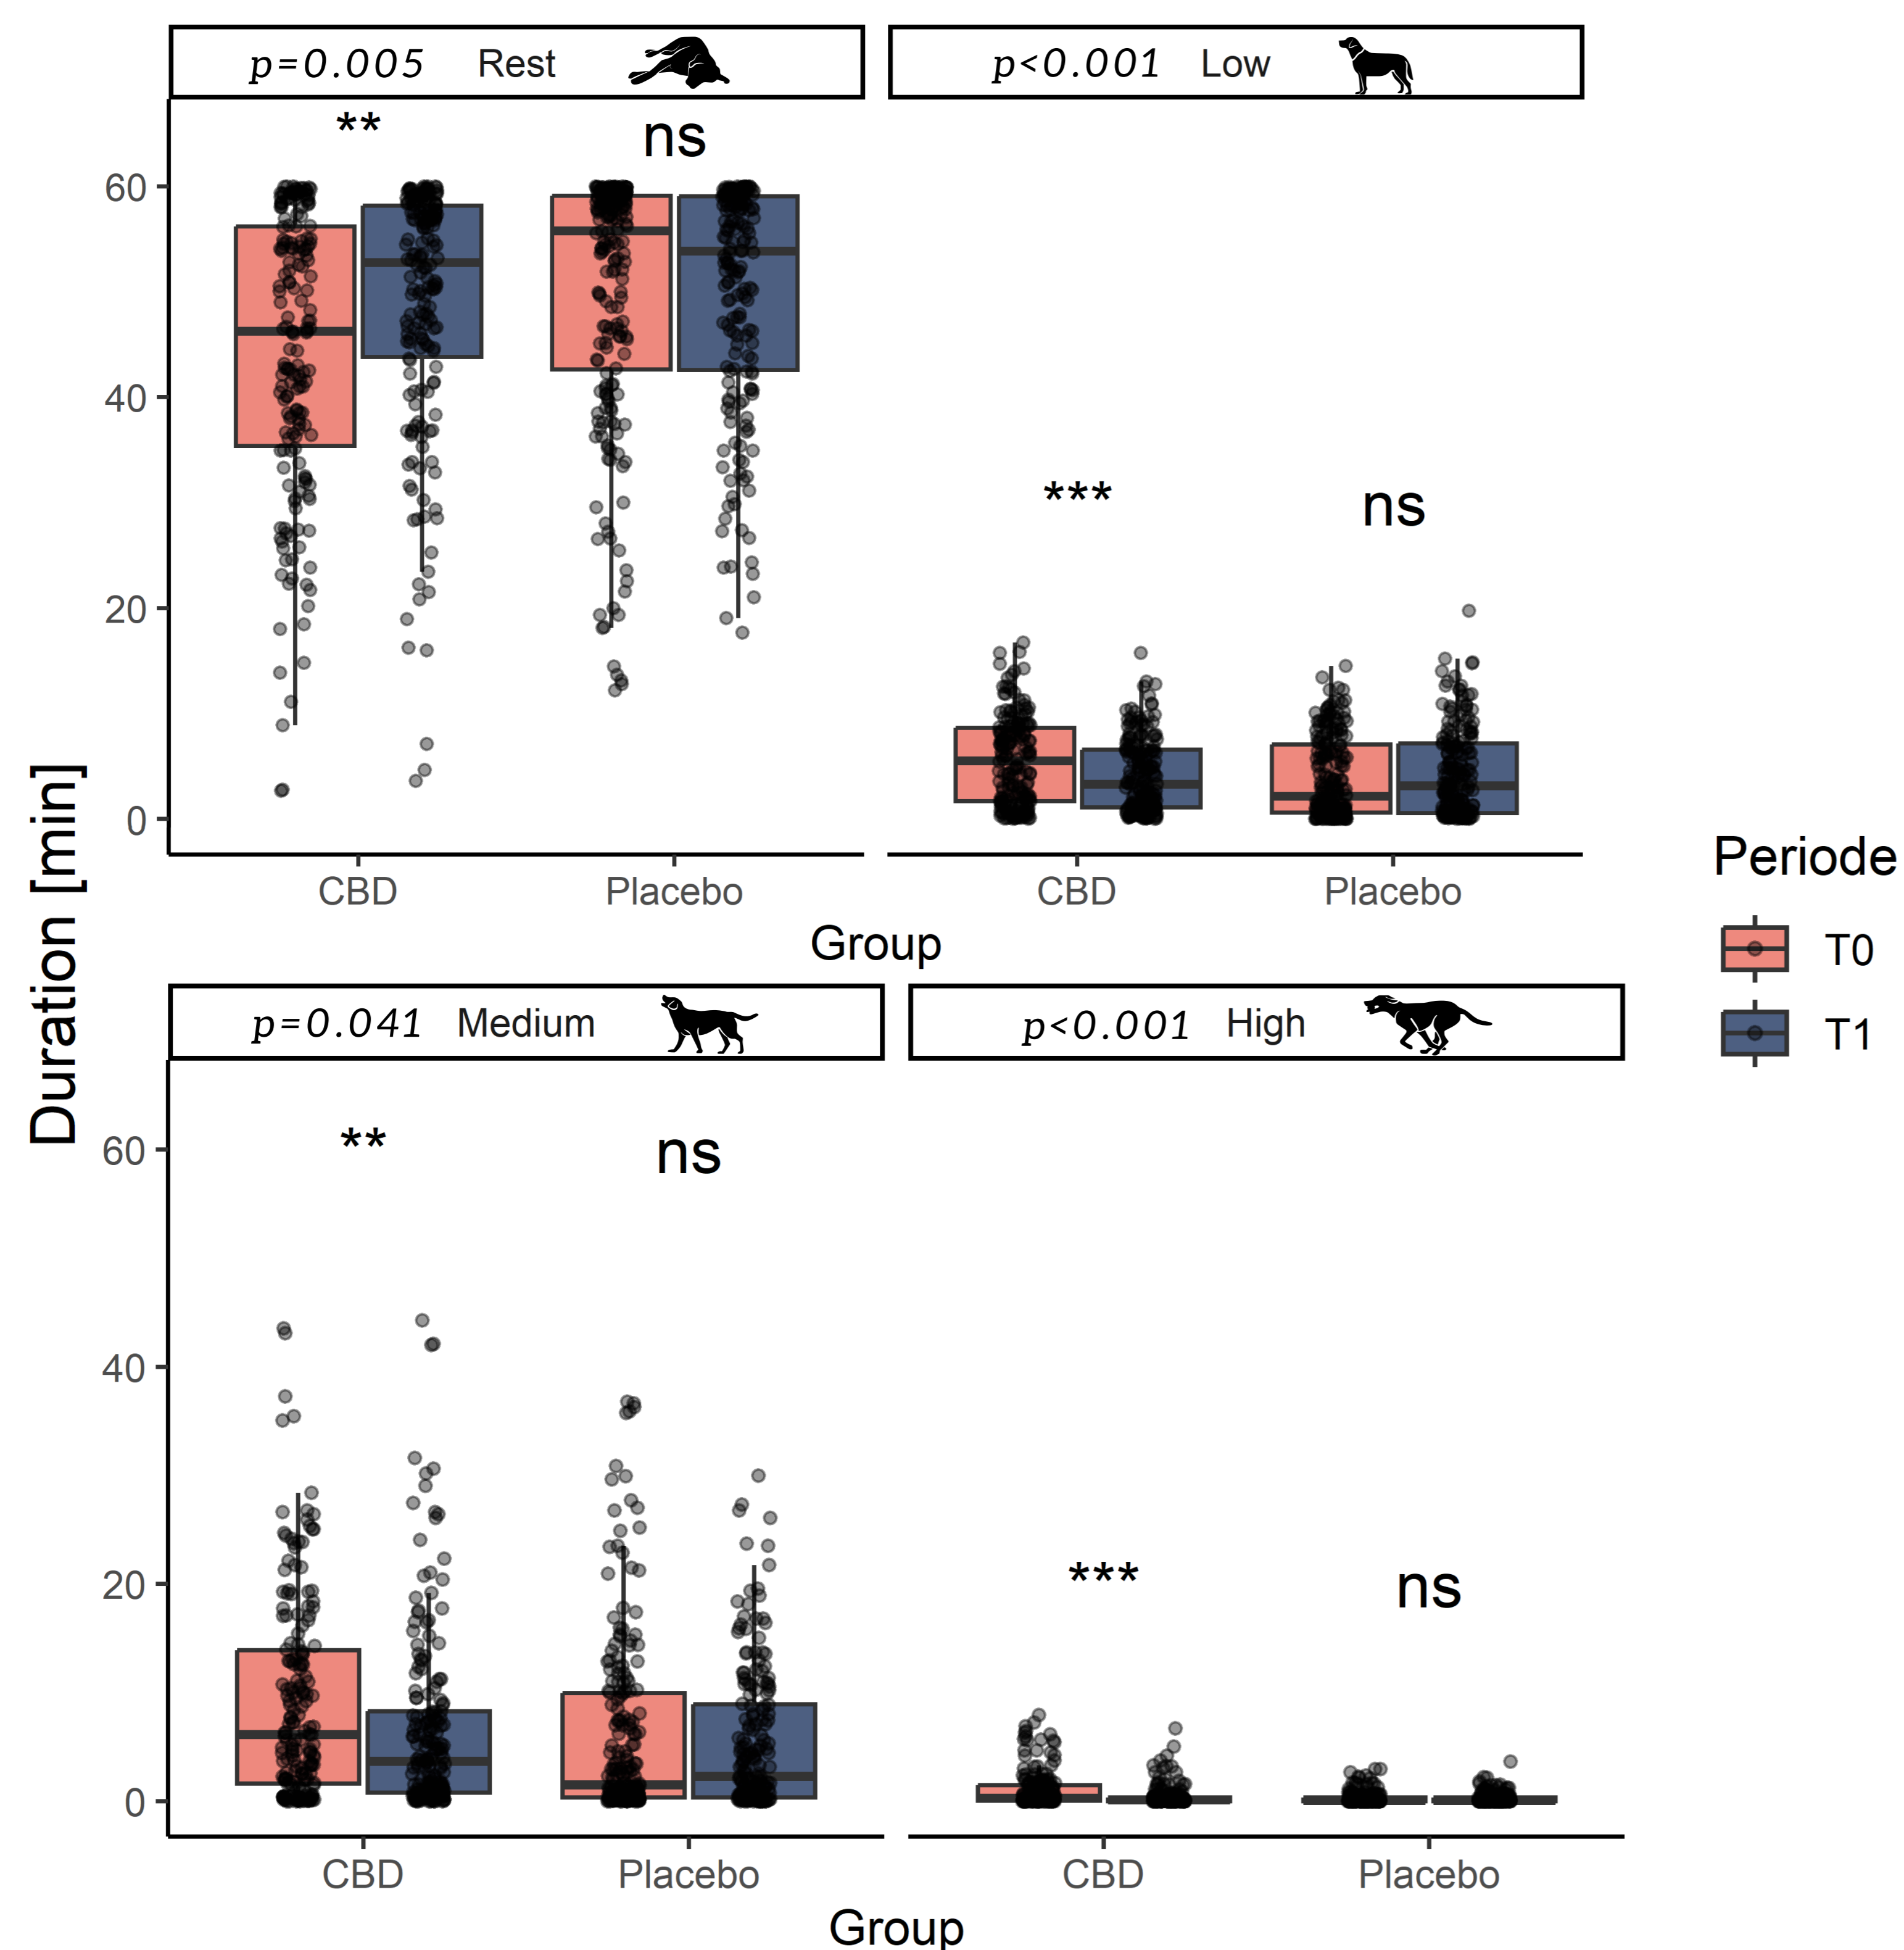 p=0.005 Rest
p<0.001 Low
** ns
60
40
20
0
*** ns
CBD Placebo
CBD Placebo
Group
Duration [min]
Periode
T0
T1
p=0.041 Medium
p<0.001 High
** ns
60
40
20
0
*** ns
CBD Placebo
CBD Placebo
Group